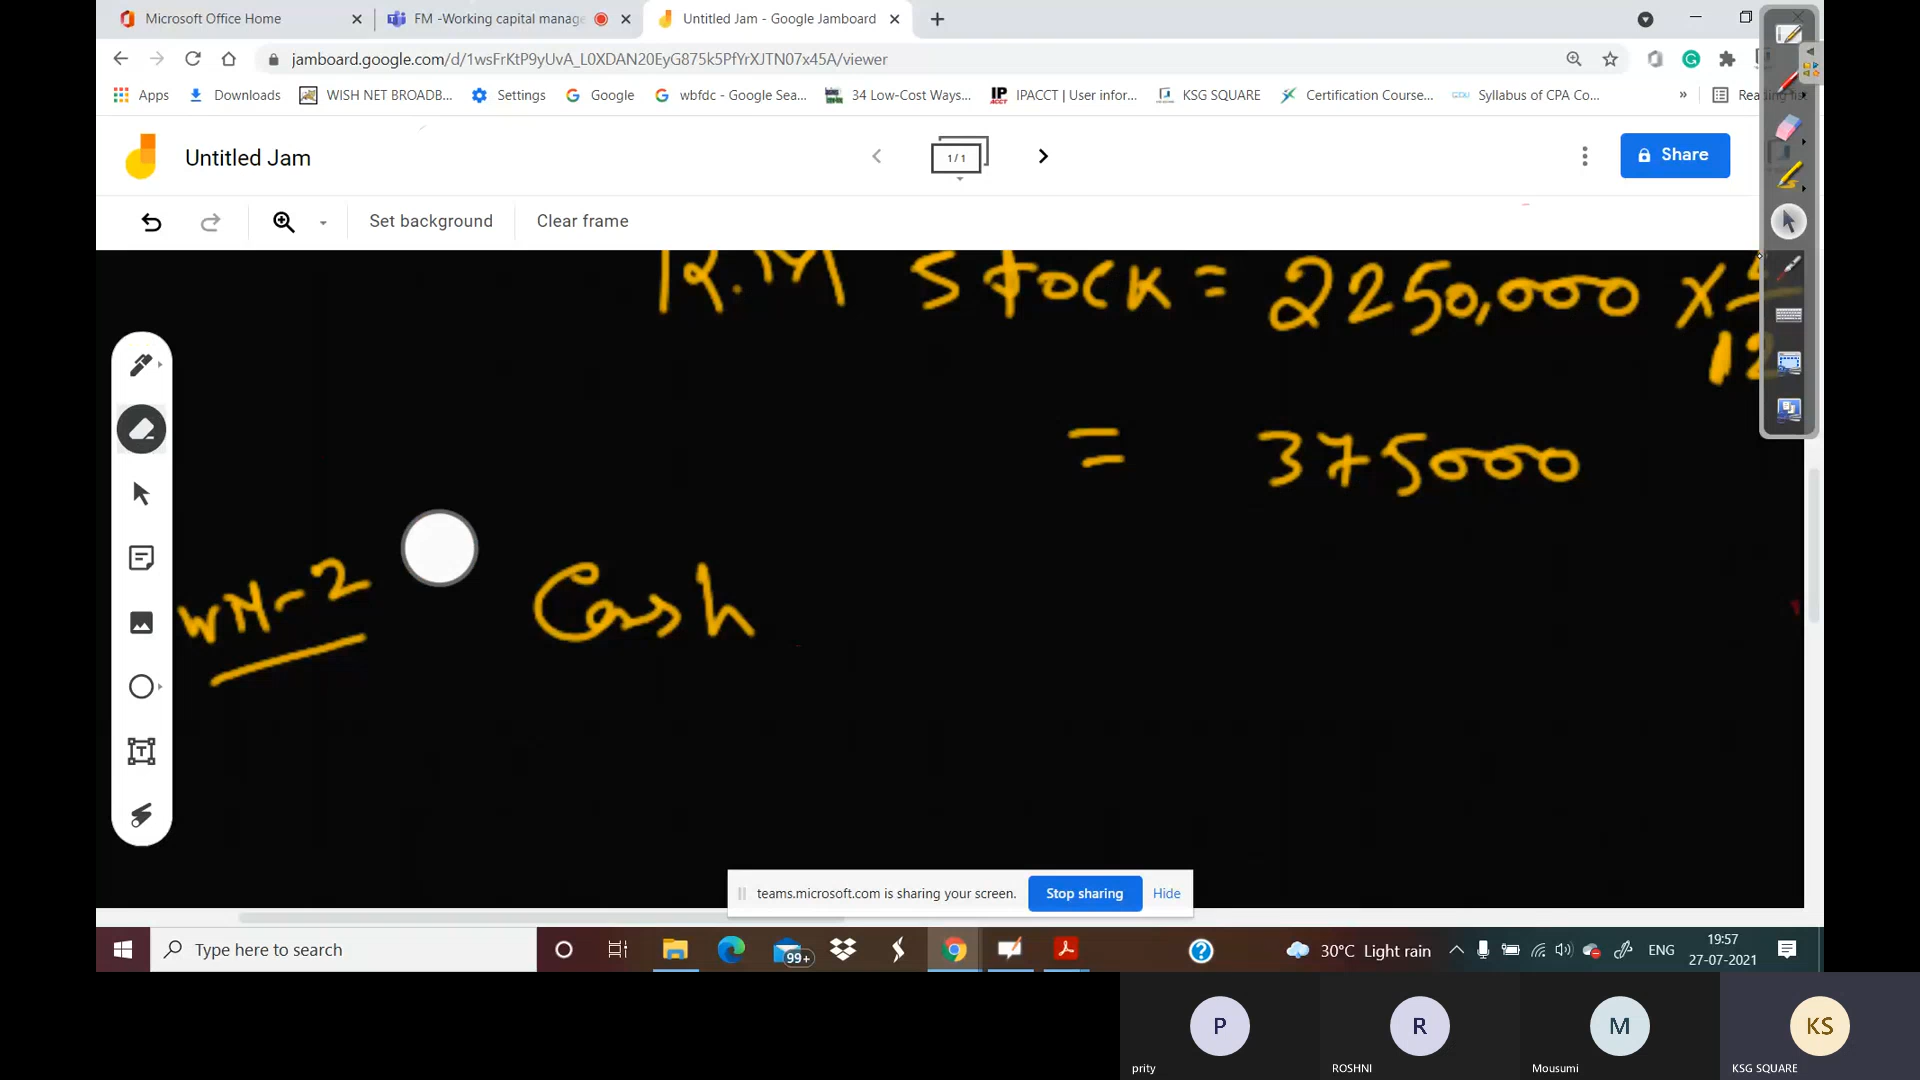 Microsoft Office Home
FM -Working capital manag
Untitled Jam - Google Jamboard
jamboard.google.com/d/1wsFrKtP9yUvA_L0XDAN20EyG875k5PfYrXJTN07x45A/viewer
Apps
Downloads
WISH NET BROADB...
Settings
Google
wbfdc - Google Sea...
34 Low-Cost Ways...
IPACCT | User infor...
KSG SQUARE
Certification Course...
Syllabus of CPA Co...
»
Untitled Jam
1 / 1
Share
Set background
Clear frame
R.M Stock = 2250,000 ×
12
= 375000
WN-2 Cash
teams.microsoft.com is sharing your screen.
Stop sharing
Hide
Type here to search
99+
30°C Light rain
ENG
19:57
27-07-2021
P
R
M
KS
prity
ROSHNI
Mousumi
KSG SQUARE